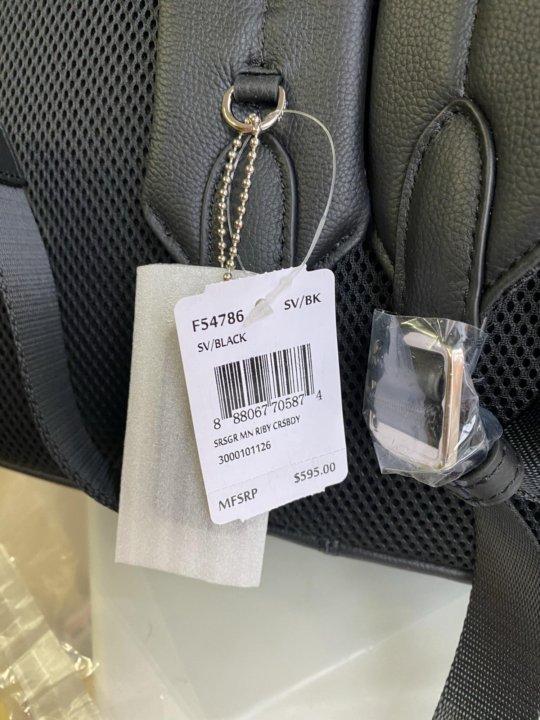 F54786 SV/BK
SV/BLACK
8 88067 70587 4
SRSGR MN RIBY CRSBDY
3000101126
MFSRP $595.00